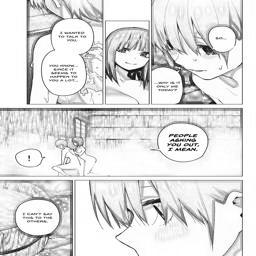 SO...
...WHY IS IT
ONLY ME
TODAY?
I WANTED
TO TALK TO
YOU.
YOU KNOW...
SINCE IT
SEEMS TO
HAPPEN TO
YOU A LOT...
PEOPLE
ASKING
YOU OUT,
I MEAN.
!
I CAN'T SAY
THIS TO THE
OTHERS.